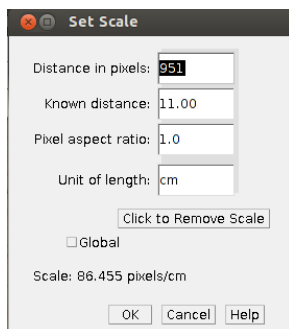 Set Scale
Distance in pixels: 951
Known distance: 11.00
Pixel aspect ratio: 1.0
Unit of length: cm
Click to Remove Scale
Global
Scale: 86.455 pixels/cm
OK Cancel Help